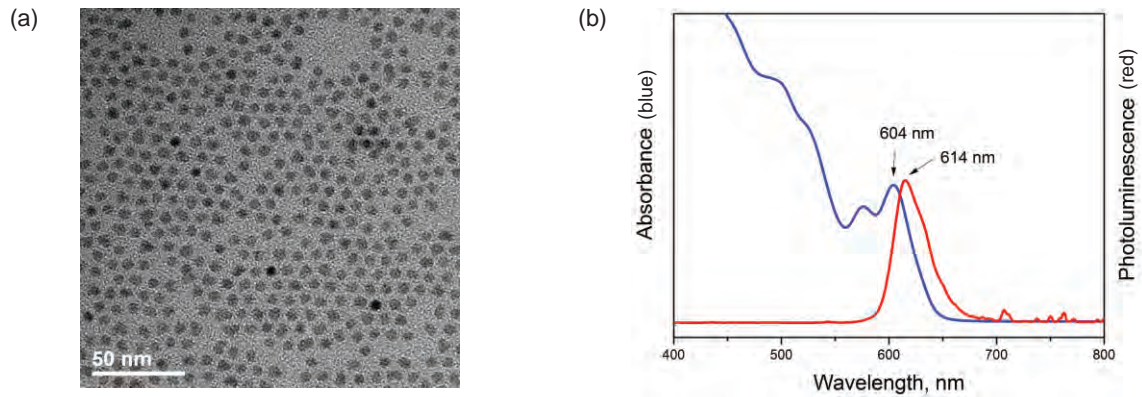 (a)
50 nm
(b)
Absorbance (blue)
604 nm
614 nm
Photoluminescence (red)
400
500
600
700
800
Wavelength, nm